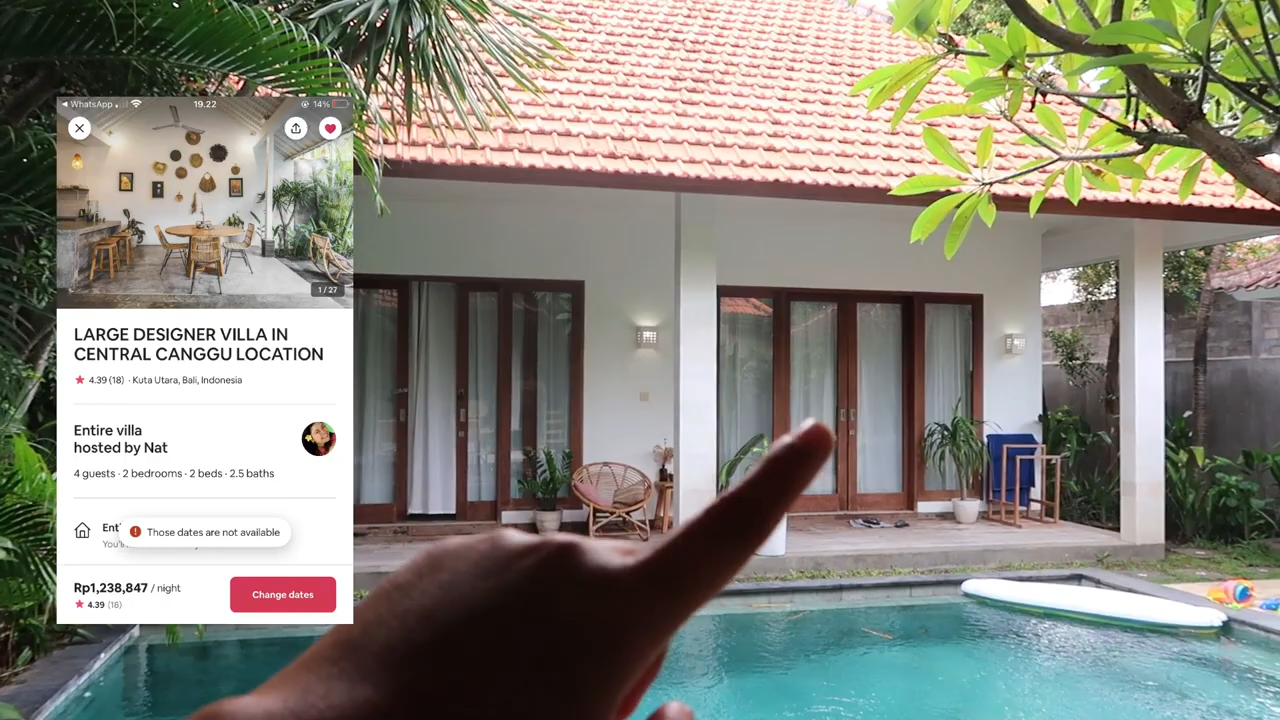 WhatsApp
19.22
14%
1 / 27
LARGE DESIGNER VILLA IN
CENTRAL CANGGU LOCATION
4.39 (18) · Kuta Utara, Bali, Indonesia
Entire villa
hosted by Nat
4 guests · 2 bedrooms · 2 beds · 2.5 baths
Those dates are not available
Rp1,238,847 / night
4.39 (18)
Change dates